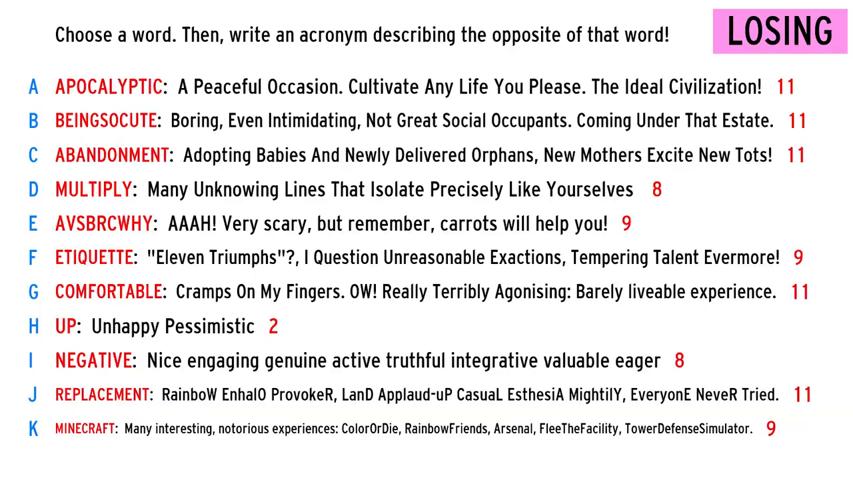 Choose a word. Then, write an acronym describing the opposite of that word!
LOSING
A APOCALYPTIC: A Peaceful Occasion. Cultivate Any Life You Please. The Ideal Civilization! 11
B BEINGSOCUTE: Boring, Even Intimidating, Not Great Social Occupants. Coming Under That Estate. 11
C ABANDONMENT: Adopting Babies And Newly Delivered Orphans, New Mothers Excite New Tots! 11
D MULTIPLY: Many Unknowing Lines That Isolate Precisely Like Yourselves 8
E AVSBRCWHY: AAAH! Very scary, but remember, carrots will help you! 9
F ETIQUETTE: "Eleven Triumphs"?, I Question Unreasonable Exactions, Tempering Talent Evermore! 9
G COMFORTABLE: Cramps On My Fingers. OW! Really Terribly Agonising: Barely liveable experience. 11
H UP: Unhappy Pessimistic 2
I NEGATIVE: Nice engaging genuine active truthful integrative valuable eager 8
J REPLACEMENT: RainboW EnhalO ProvokeR, LanD Applaud-uP CasuaL EsthesiA MightilY, EveryonE NeveR Tried. 11
K MINECRAFT: Many interesting, notorious experiences: ColorOrDie, RainbowFriends, Arsenal, FleeTheFacility, TowerDefenseSimulator. 9